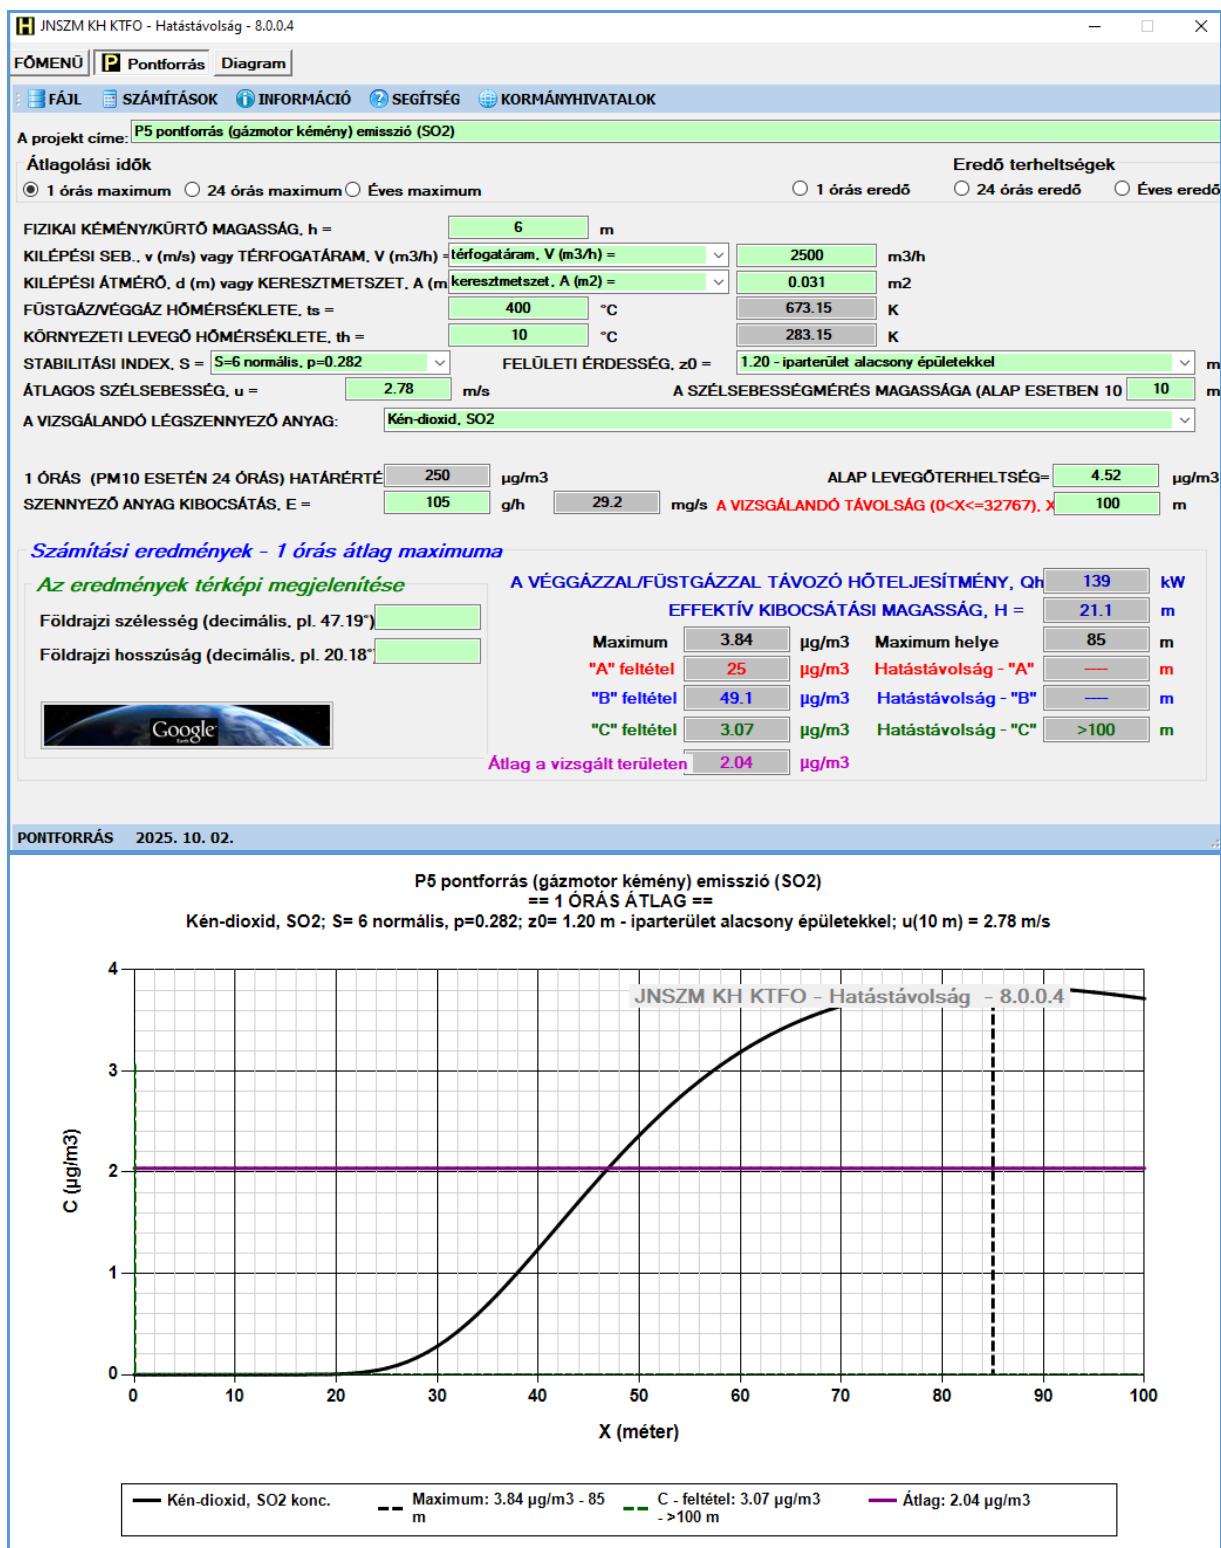 JNSZM KH KTFO - Hatástávolság - 8.0.0.4
FŐMENÜ P Pontforrás Diagram
FÁJL SZÁMÍTÁSOK INFORMÁCIÓ SEGÍTSÉG KORMÁNYHIVATALOK
A projekt címe: P5 pontforrás (gázmotor kémény) emisszió (SO2)
Átlagolási idők Eredő terheltségek
1 órás maximum 24 órás maximum Éves maximum 1 órás eredő 24 órás eredő Éves eredő
FIZIKAI KÉMÉNY/KÜRTŐ MAGASSÁG, h = 6 m
KILÉPÉSI SEB., v (m/s) vagy TÉRFOGATÁRAM, V (m3/h) = térfogatáram, V (m3/h) = 2500 m3/h
KILÉPÉSI ÁTMÉRŐ, d (m) vagy KERESZTMETSZET, A (m keresztmetszet, A (m2) = 0.031 m2
FÜSTGÁZ/VÉGGÁZ HŐMÉRSÉKLETE, ts = 400 °C 673.15 K
KÖRNYEZETI LEVEGŐ HŐMÉRSÉKLETE, th = 10 °C 283.15 K
STABILITÁSI INDEX, S = S=6 normális, p=0.282 FELÜLETI ÉRDESSÉG, z0 = 1.20 - iparterület alacsony épületekkel m
ÁTLAGOS SZÉLSEBESSÉG, u = 2.78 m/s A SZÉLSEBESSÉGMÉRÉS MAGASSÁGA (ALAP ESETBEN 10 10 m
A VIZSGÁLANDÓ LÉGSZENNYEZŐ ANYAG: Kén-dioxid, SO2
1 ÓRÁS (PM10 ESETÉN 24 ÓRÁS) HATÁRÉRTÉ 250 µg/m3 ALAP LEVEGŐTERHELTSÉG= 4.52 µg/m3
SZENNYEZŐ ANYAG KIBOCSÁTÁS, E = 105 g/h 29.2 mg/s A VIZSGÁLANDÓ TÁVOLSÁG (0<X<=32767), X 100 m
Számítási eredmények - 1 órás átlag maximuma
Az eredmények térképi megjelenítése
A VÉGGÁZZAL/FÜSTGÁZZAL TÁVOZÓ HŐTELJESÍTMÉNY, Qh 139 kW
Földrajzi szélesség (decimális, pl. 47.19°)
EFFEKTÍV KIBOCSÁTÁSI MAGASSÁG, H = 21.1 m
Földrajzi hosszúság (decimális, pl. 20.18°)
Maximum 3.84 µg/m3 Maximum helye 85 m
"A" feltétel 25 µg/m3 Hatástávolság - "A" ---- m
"B" feltétel 49.1 µg/m3 Hatástávolság - "B" ---- m
Google
"C" feltétel 3.07 µg/m3 Hatástávolság - "C" >100 m
Átlag a vizsgált területen 2.04 µg/m3
PONTFORRÁS 2025. 10. 02.
P5 pontforrás (gázmotor kémény) emisszió (SO2)
== 1 ÓRÁS ÁTLAG ==
Kén-dioxid, SO2; S= 6 normális, p=0.282; z0= 1.20 m - iparterület alacsony épületekkel; u(10 m) = 2.78 m/s
JNSZM KH KTFO - Hatástávolság - 8.0.0.4
4
3
2
1
0
C (µg/m3)
0 10 20 30 40 50 60 70 80 90 100
X (méter)
Kén-dioxid, SO2 konc. Maximum: 3.84 µg/m3 - 85 m C - feltétel: 3.07 µg/m3 - >100 m Átlag: 2.04 µg/m3